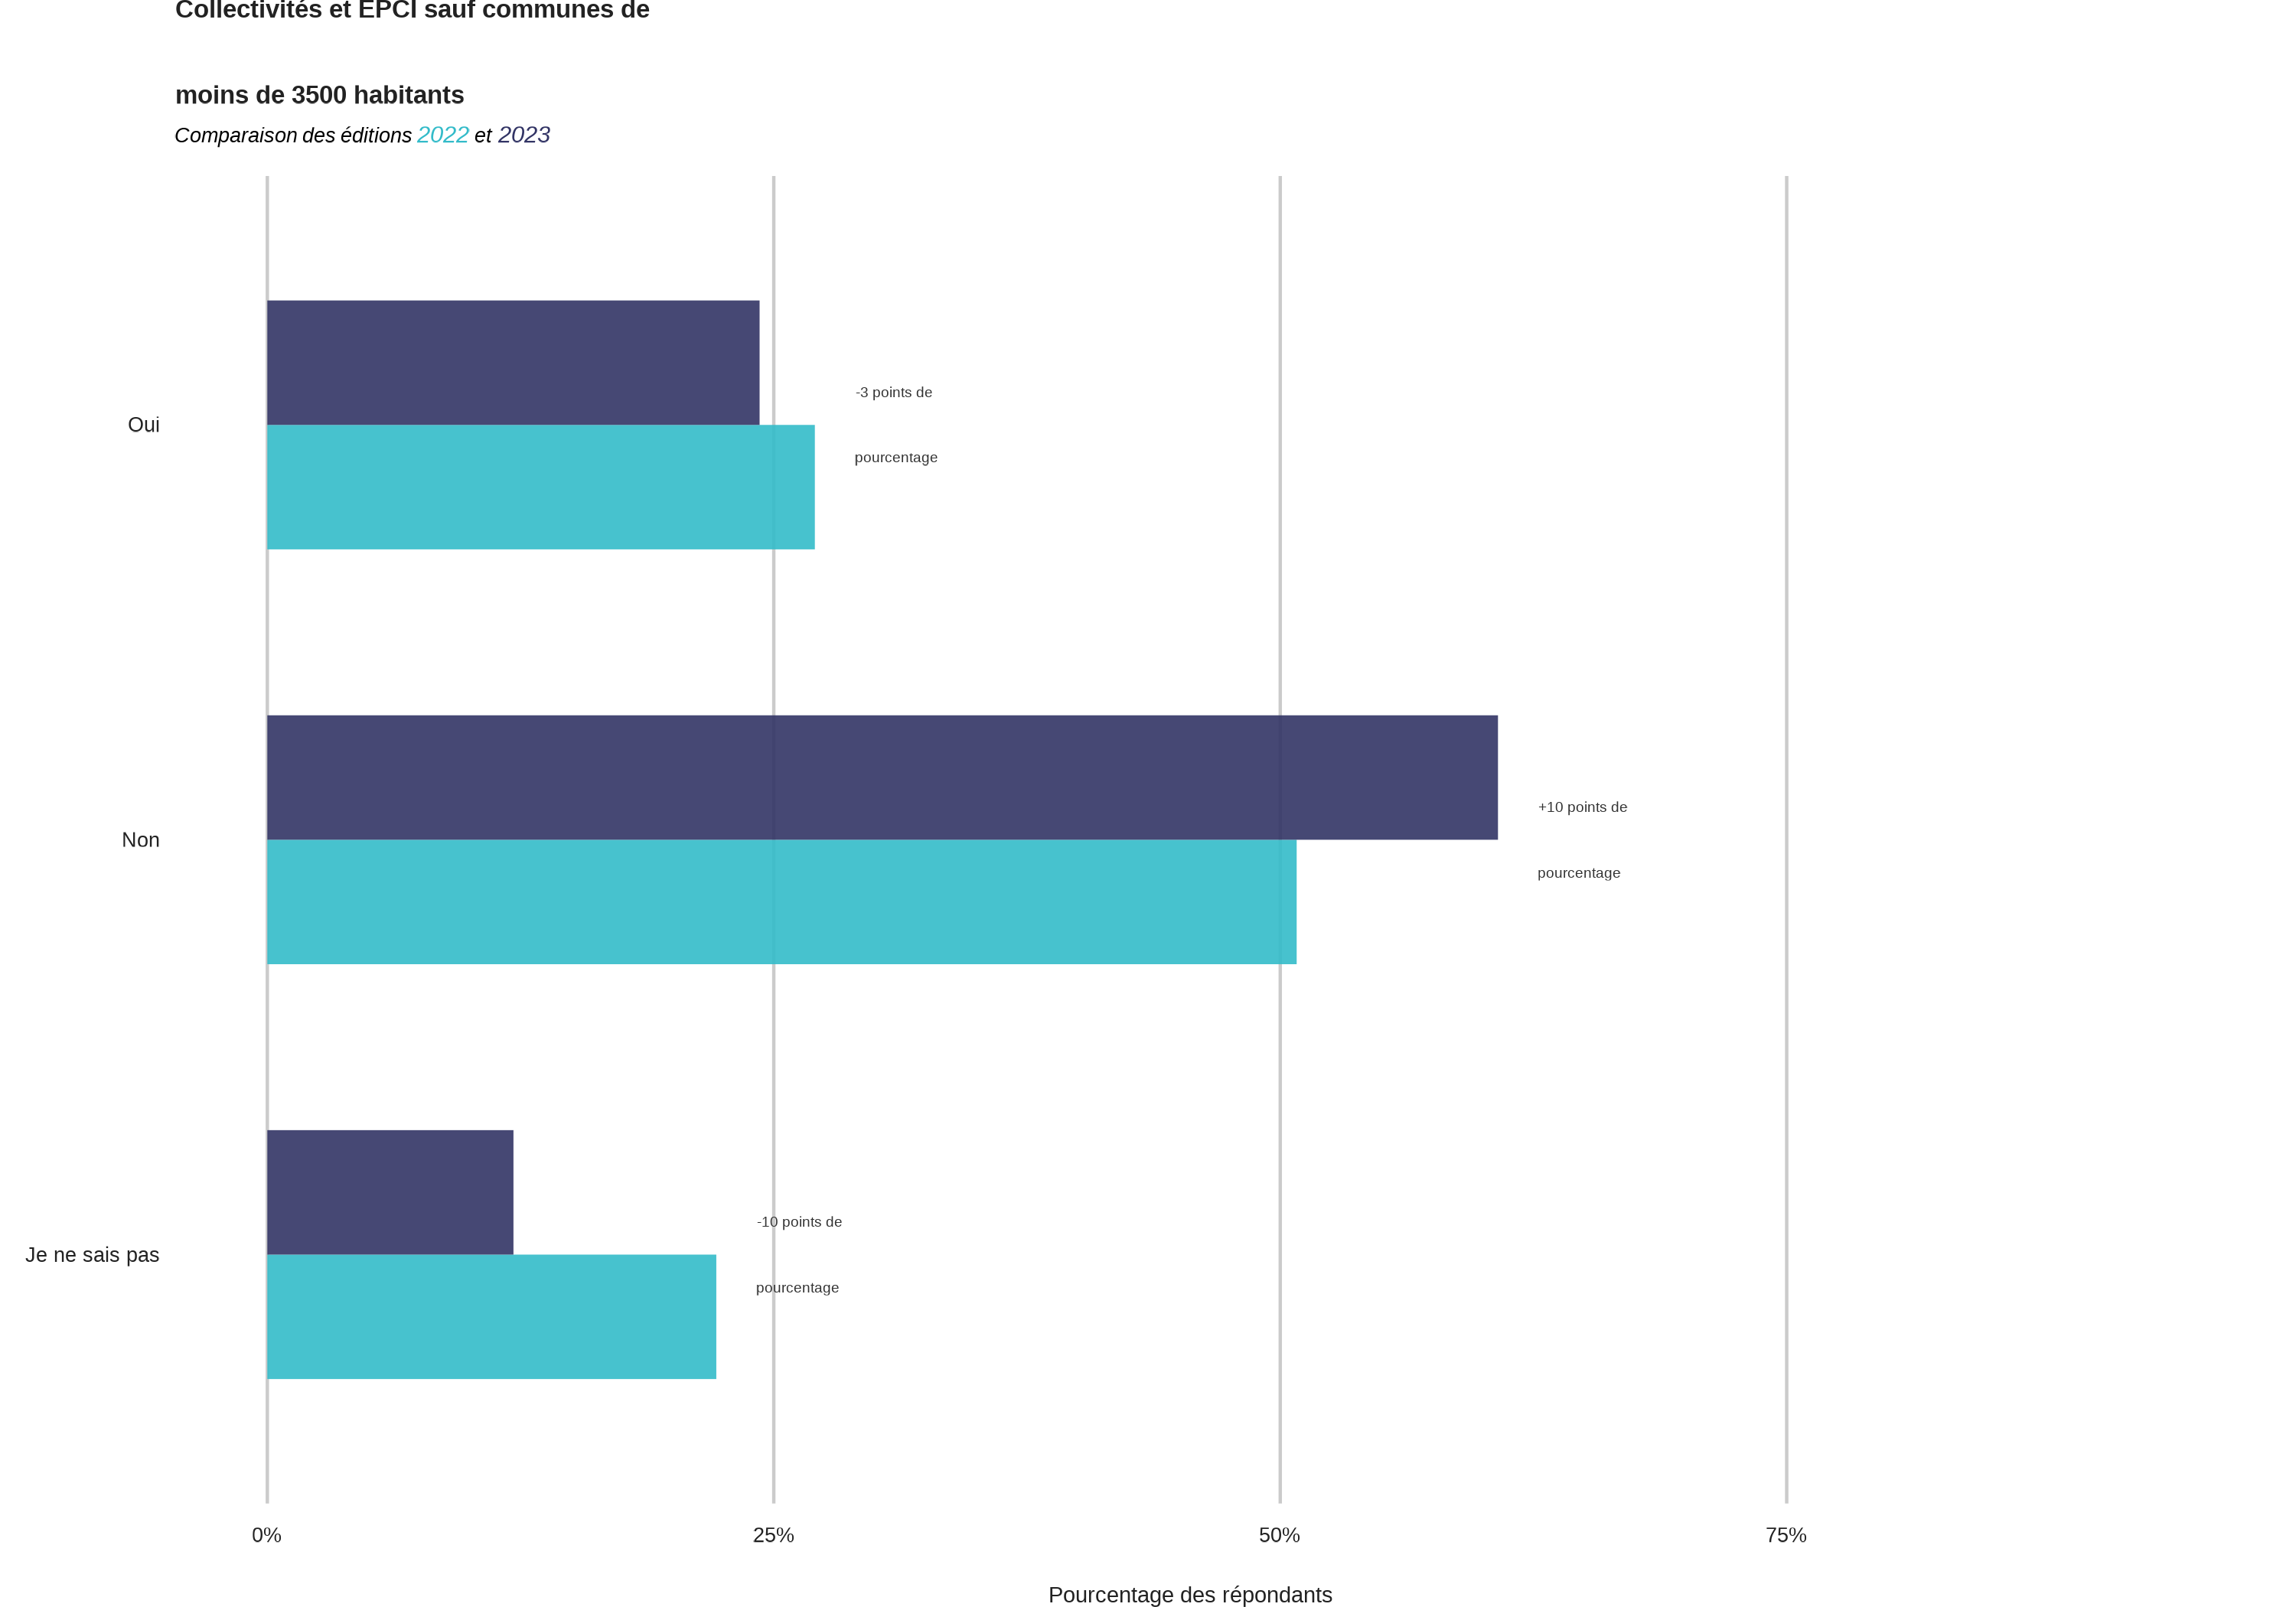 Collectivités et EPCI sauf communes de
moins de 3500 habitants
Comparaison des éditions 2022 et 2023
Oui
-3 points de
pourcentage
Non
+10 points de
pourcentage
Je ne sais pas
-10 points de
pourcentage
0% 25% 50% 75%
Pourcentage des répondants